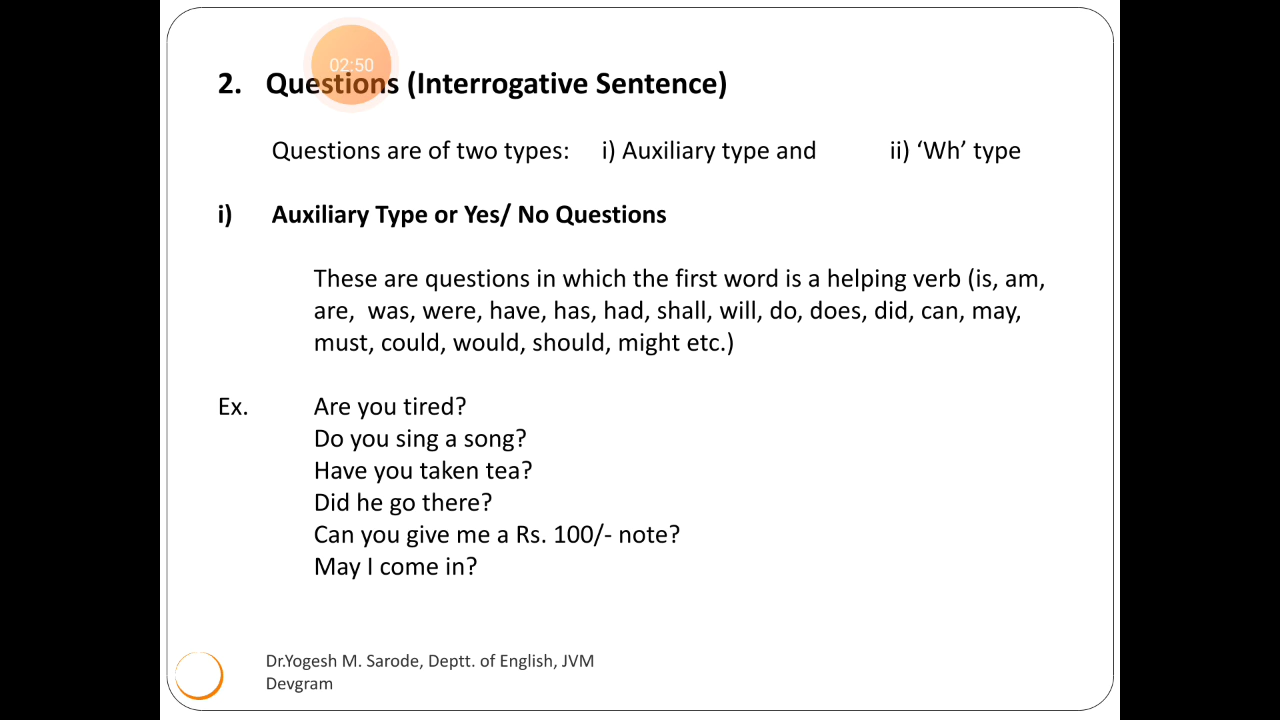 02:50
2. Questions (Interrogative Sentence)
Questions are of two types: i) Auxiliary type and ii) ‘Wh’ type
i) Auxiliary Type or Yes/ No Questions
These are questions in which the first word is a helping verb (is, am,
are, was, were, have, has, had, shall, will, do, does, did, can, may,
must, could, would, should, might etc.)
Ex. Are you tired?
Do you sing a song?
Have you taken tea?
Did he go there?
Can you give me a Rs. 100/- note?
May I come in?
Dr.Yogesh M. Sarode, Deptt. of English, JVM
Devgram